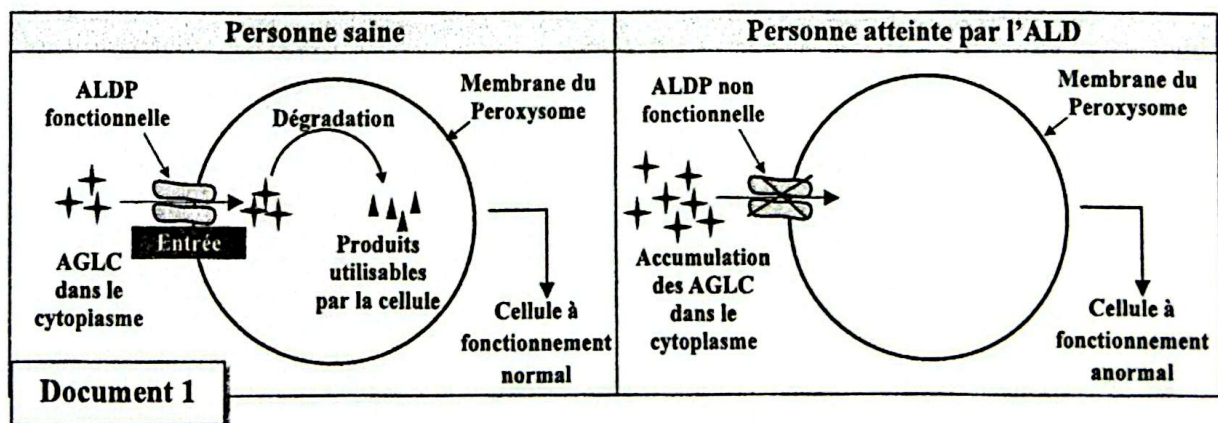 Personne saine
ALDP
fonctionnelle
Dégradation
Membrane du
Peroxysome
Entrée
AGLC
dans le
cytoplasme
Produits
utilisables
par la cellule
Cellule à
fonctionnement
normal
Personne atteinte par l'ALD
ALDP non
fonctionnelle
Membrane du
Peroxysome
Accumulation
des AGLC
dans le
cytoplasme
Cellule à
fonctionnement
anormal
Document 1